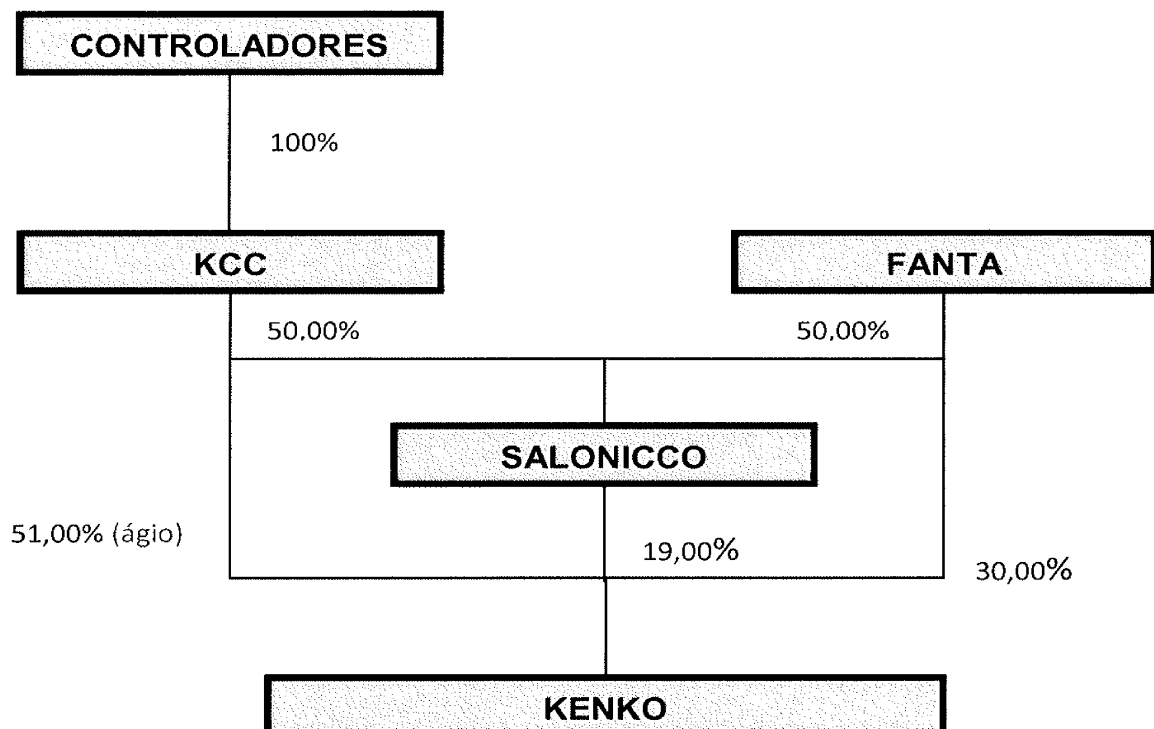 CONTROLADORES
100%
KCC
FANTA
50,00%
50,00%
SALONICCO
51,00% (ágio)
19,00%
30,00%
KENKO